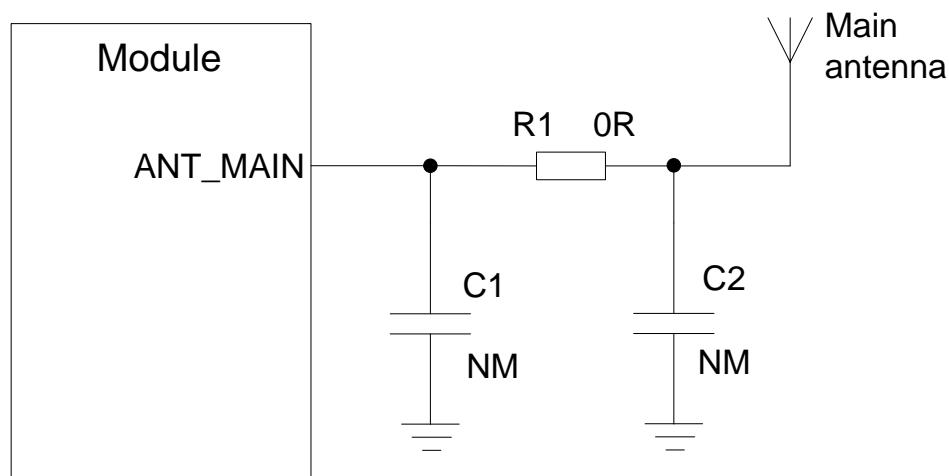 Module
Main
antenna
R1 0R
ANT_MAIN
C1
NM
C2
NM